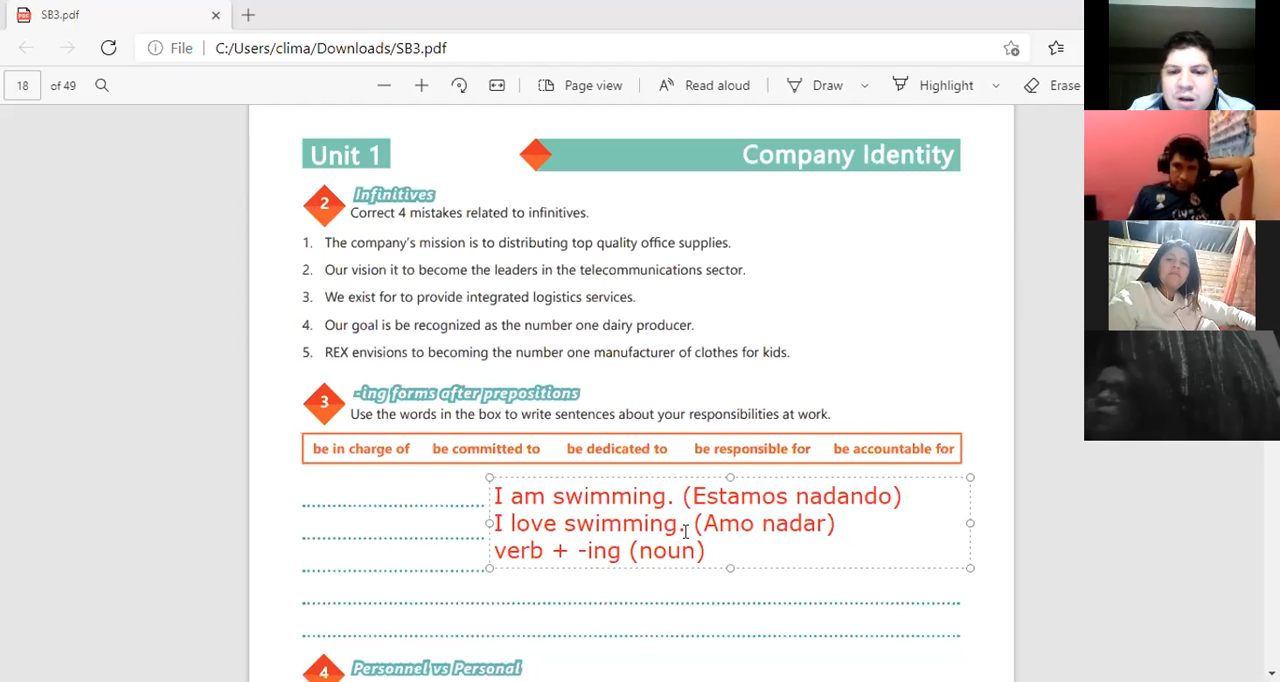 SB3.pdf
File C:/Users/clima/Downloads/SB3.pdf
18 of 49 Page view Read aloud Draw Highlight Erase
Unit 1 Company Identity
2 Infinitives
Correct 4 mistakes related to infinitives.
1. The company's mission is to distributing top quality office supplies.
2. Our vision it to become the leaders in the telecommunications sector.
3. We exist for to provide integrated logistics services.
4. Our goal is be recognized as the number one dairy producer.
5. REX envisions to becoming the number one manufacturer of clothes for kids.
3 -ing forms after prepositions
Use the words in the box to write sentences about your responsibilities at work.
be in charge of be committed to be dedicated to be responsible for be accountable for
I am swimming. (Estamos nadando)
I love swimming. (Amo nadar)
verb + -ing (noun)
4 Personnel vs Personal